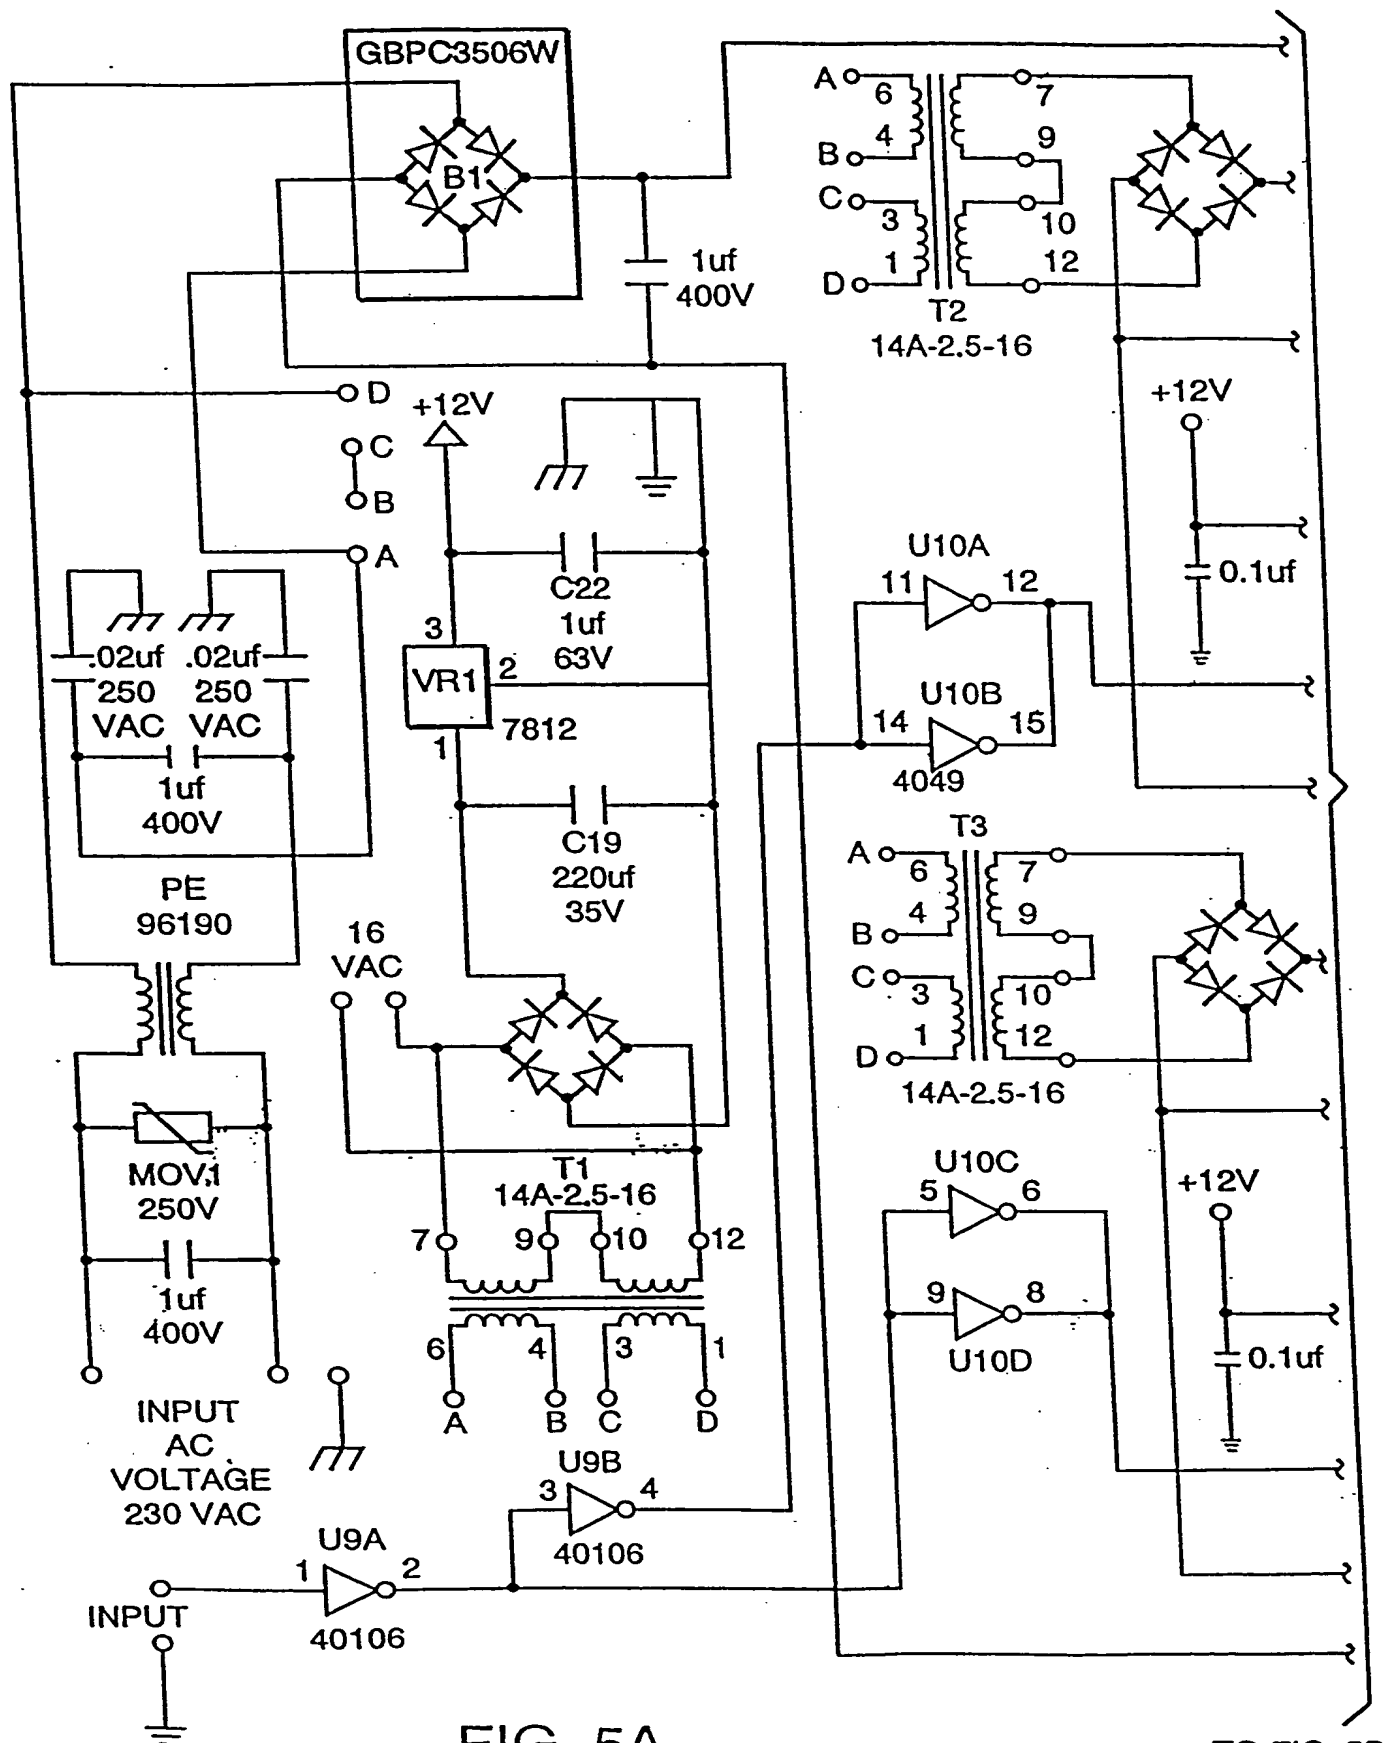 GBPC3506W
B1
1uf
400V
A
6
7
4
9
B
C
3
10
1
12
D
T2
14A-2.5-16
D
+12V
C
B
A
+12V
0.1uf
C22
1uf
63V
3
VR1
2
7812
1
.02uf
250
VAC
.02uf
250
VAC
1uf
400V
C19
220uf
35V
U10A
11
12
U10B
14
15
4049
PE
96190
16
VAC
T3
A
6
7
4
9
B
C
3
10
1
12
D
14A-2.5-16
MOV1
250V
1uf
400V
T1
14A-2.5-16
7
9
10
12
6
4
3
1
A
B
C
D
U10C
5
6
9
8
U10D
+12V
0.1uf
INPUT
AC
VOLTAGE
230 VAC
U9B
3
4
40106
U9A
1
2
40106
INPUT
FIG. 5A